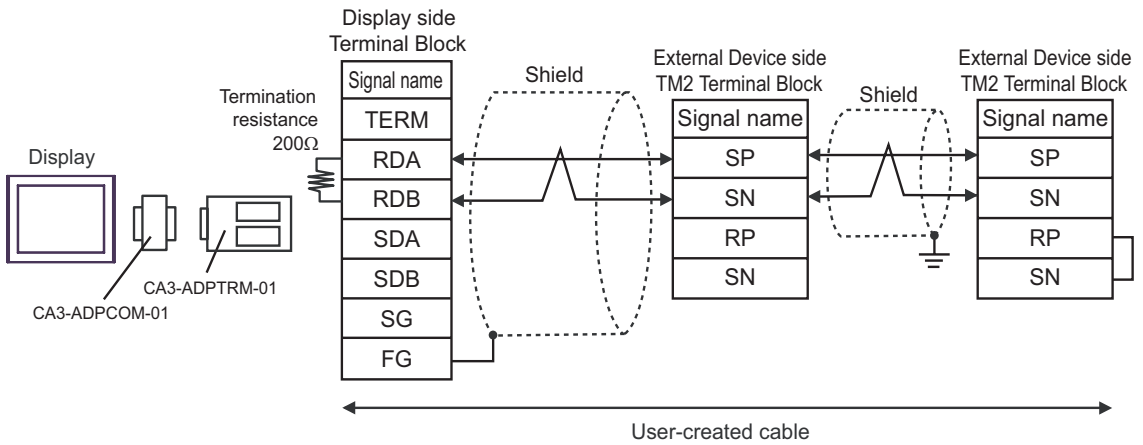 Display
CA3-ADPCOM-01
CA3-ADPTRM-01
Termination
resistance
200Ω
Display side
Terminal Block
Signal name
TERM
RDA
RDB
SDA
SDB
SG
FG
Shield
External Device side
TM2 Terminal Block
Signal name
SP
SN
RP
SN
Shield
External Device side
TM2 Terminal Block
Signal name
SP
SN
RP
SN
User-created cable